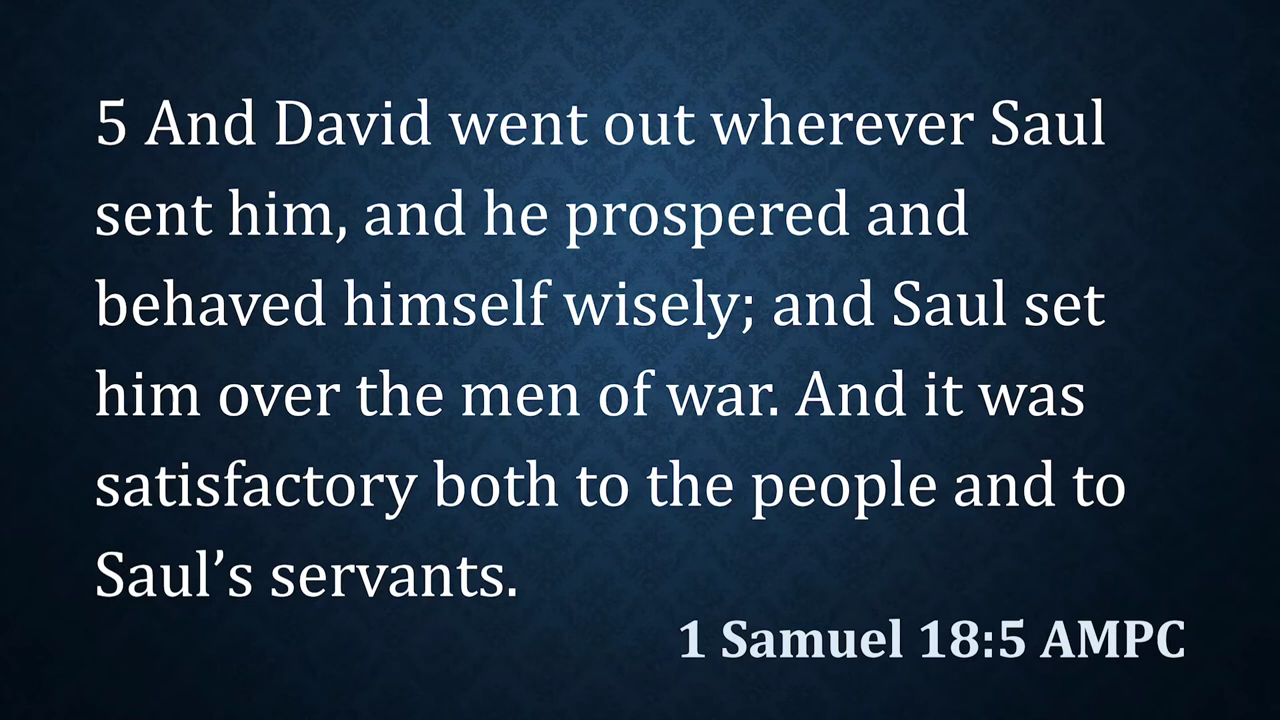 5 And David went out wherever Saul
sent him, and he prospered and
behaved himself wisely; and Saul set
him over the men of war. And it was
satisfactory both to the people and to
Saul’s servants.
1 Samuel 18:5 AMPC